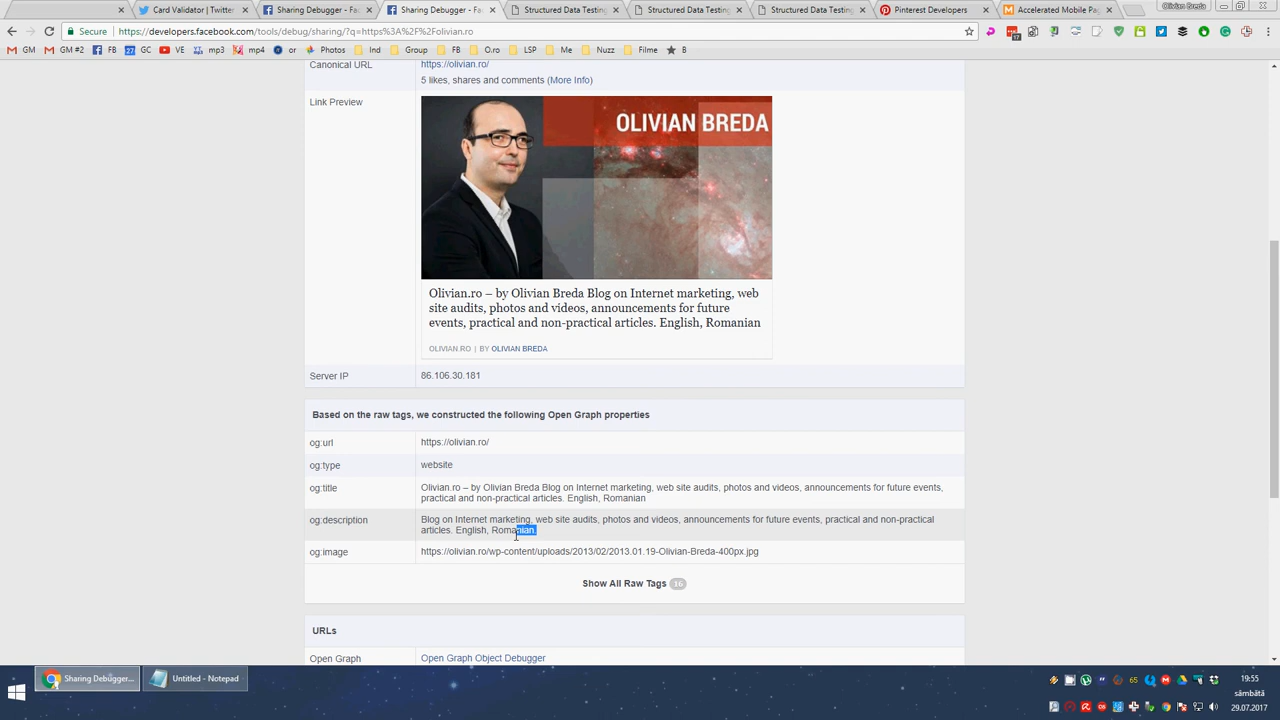 Card Validator | Twitter
Sharing Debugger - Fa
Sharing Debugger - Fa
Structured Data Testing
Structured Data Testing
Structured Data Testing
Pinterest Developers
Accelerated Mobile Pag
Olivian Breda
Secure
https://developers.facebook.com/tools/debug/sharing/?q=https%3A%2F%2Folivian.ro
GM
GM #2
FB
27
GC
VE
mp3
mp4
or
Photos
Ind
Group
FB
O.ro
LSP
Me
Nuzz
Filme
B
Canonical URL
https://olivian.ro/
5 likes, shares and comments (More Info)
Link Preview
OLIVIAN BREDA
Olivian.ro – by Olivian Breda Blog on Internet marketing, web
site audits, photos and videos, announcements for future
events, practical and non-practical articles. English, Romanian
OLIVIAN.RO | BY OLIVIAN BREDA
Server IP
86.106.30.181
Based on the raw tags, we constructed the following Open Graph properties
og:url
https://olivian.ro/
og:type
website
og:title
Olivian.ro – by Olivian Breda Blog on Internet marketing, web site audits, photos and videos, announcements for future events,
practical and non-practical articles. English, Romanian
og:description
Blog on Internet marketing, web site audits, photos and videos, announcements for future events, practical and non-practical
articles. English, Romanian.
og:image
https://olivian.ro/wp-content/uploads/2013/02/2013.01.19-Olivian-Breda-400px.jpg
Show All Raw Tags 16
URLs
Open Graph
Open Graph Object Debugger
Sharing Debugger...
Untitled - Notepad
65
19:55
sâmbătă
29.07.2017